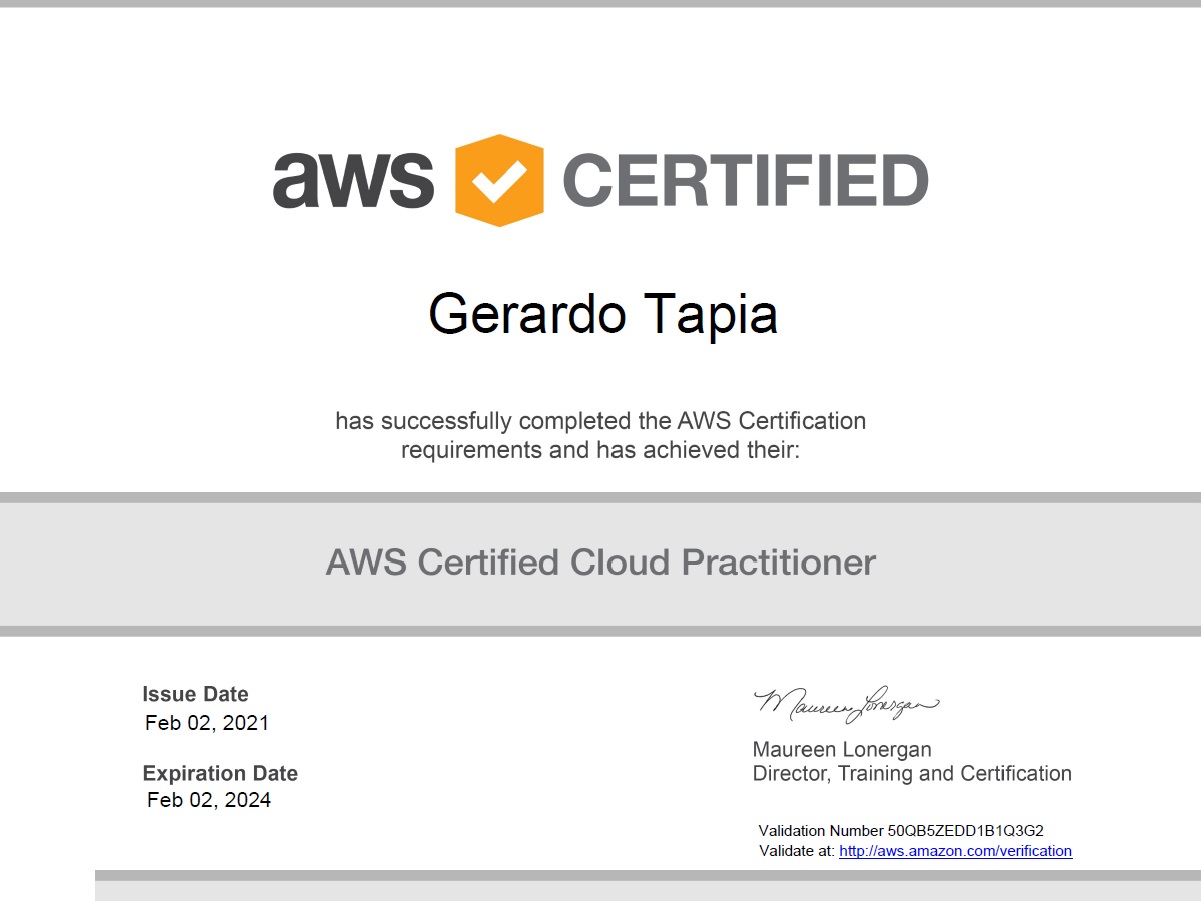 aws CERTIFIED
Gerardo Tapia
has successfully completed the AWS Certification
requirements and has achieved their:
AWS Certified Cloud Practitioner
Issue Date
Feb 02, 2021
Expiration Date
Feb 02, 2024
Maureen Lonergan
Maureen Lonergan
Director, Training and Certification
Validation Number 50QB5ZEDD1B1Q3G2
Validate at: http://aws.amazon.com/verification